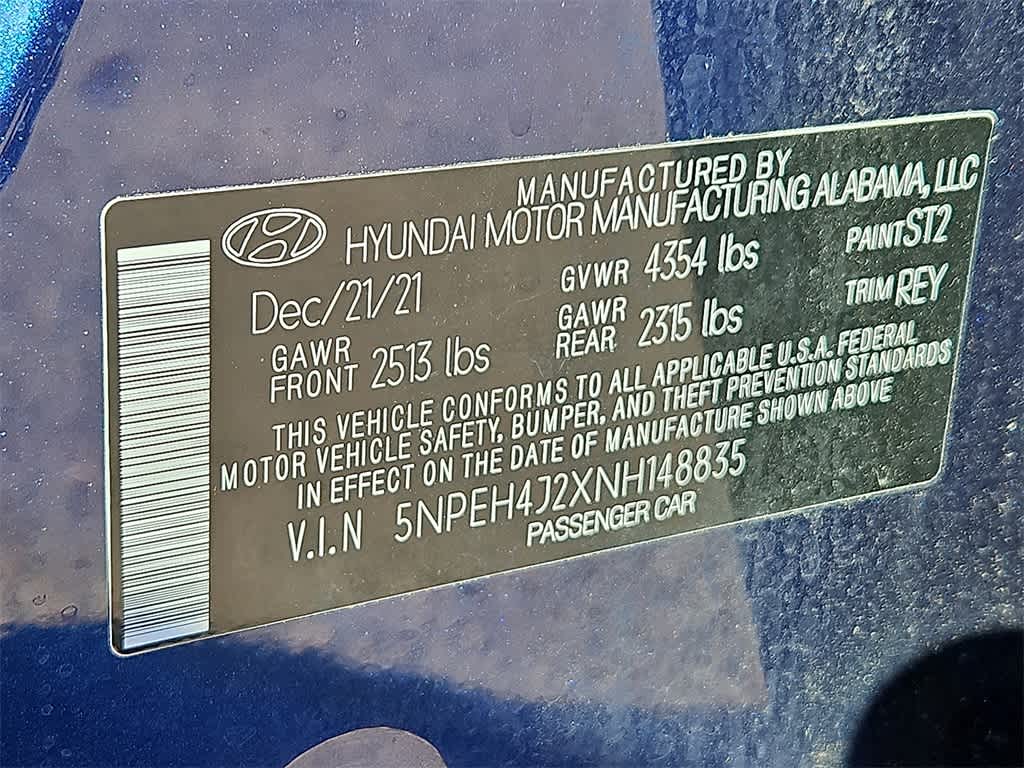 MANUFACTURED BY
HYUNDAI MOTOR MANUFACTURING ALABAMA, LLC
Dec/21/21 GVWR 4354 lbs PAINT ST2
GAWR FRONT 2513 lbs GAWR REAR 2315 lbs TRIM REY
THIS VEHICLE CONFORMS TO ALL APPLICABLE U.S.A. FEDERAL
MOTOR VEHICLE SAFETY, BUMPER, AND THEFT PREVENTION STANDARDS
IN EFFECT ON THE DATE OF MANUFACTURE SHOWN ABOVE
V.I.N 5NPEH4J2XNH148835
PASSENGER CAR